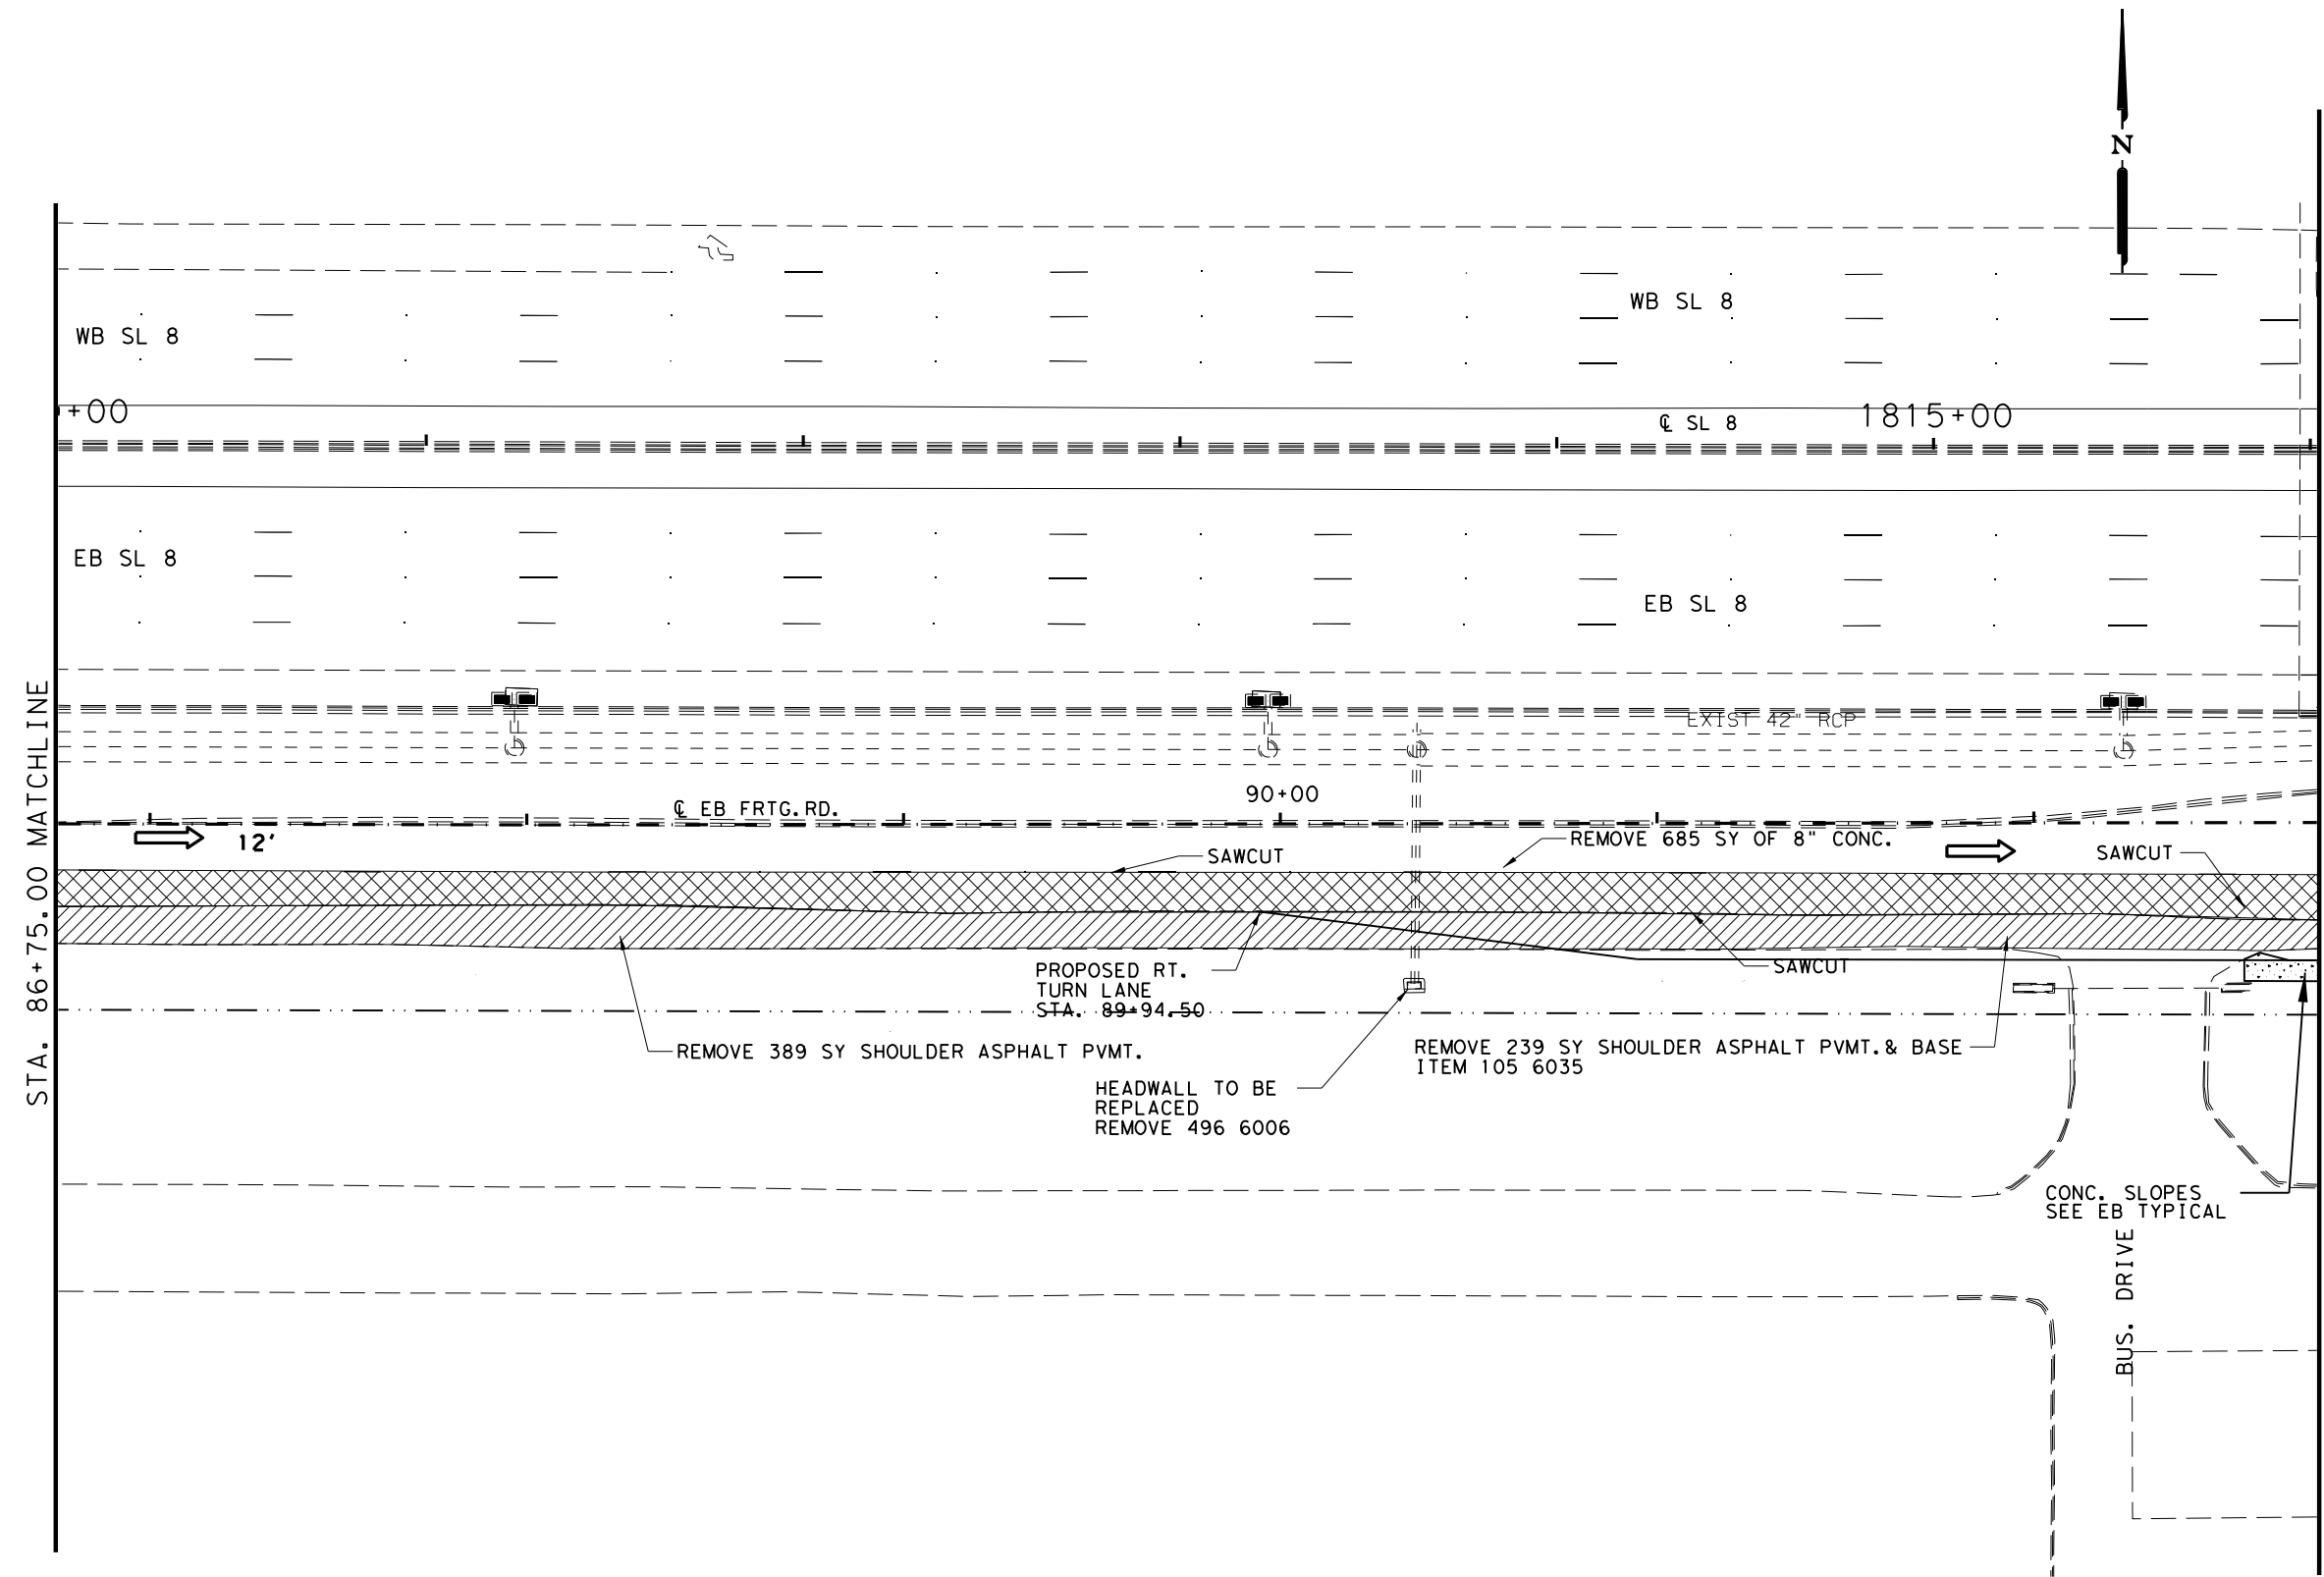 N
WB SL 8
WB SL 8
+00
℄ SL 8
1815+00
EB SL 8
EB SL 8
EXIST 42" RCP
STA. 86+75.00 MATCHLINE
90+00
℄ EB FRTG.RD.
12'
REMOVE 685 SY OF 8" CONC.
SAWCUT
SAWCUT
PROPOSED RT.
TURN LANE
STA. 89+94.50
SAWCUT
REMOVE 389 SY SHOULDER ASPHALT PVMT.
REMOVE 239 SY SHOULDER ASPHALT PVMT.& BASE
ITEM 105 6035
HEADWALL TO BE
REPLACED
REMOVE 496 6006
CONC. SLOPES
SEE EB TYPICAL
BUS. DRIVE